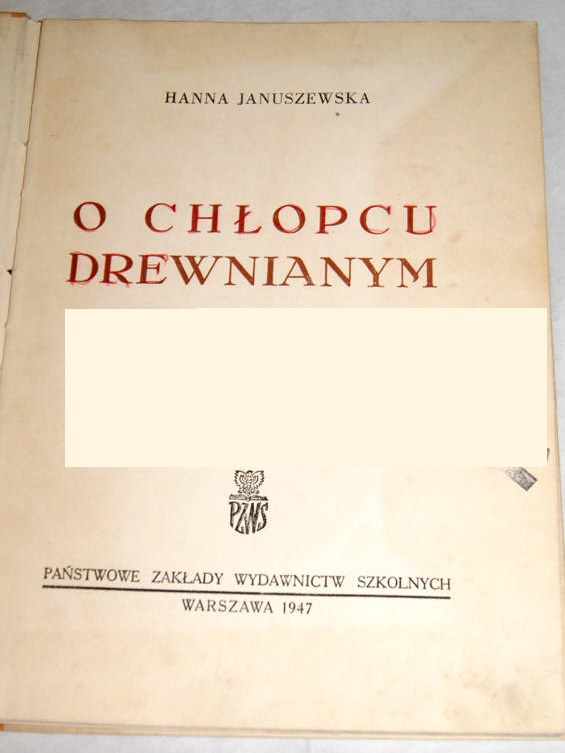 HANNA JANUSZEWSKA
O CHŁOPCU
DREWNIANYM
PZWS
PAŃSTWOWE ZAKŁADY WYDAWNICTW SZKOLNYCH
WARSZAWA 1947